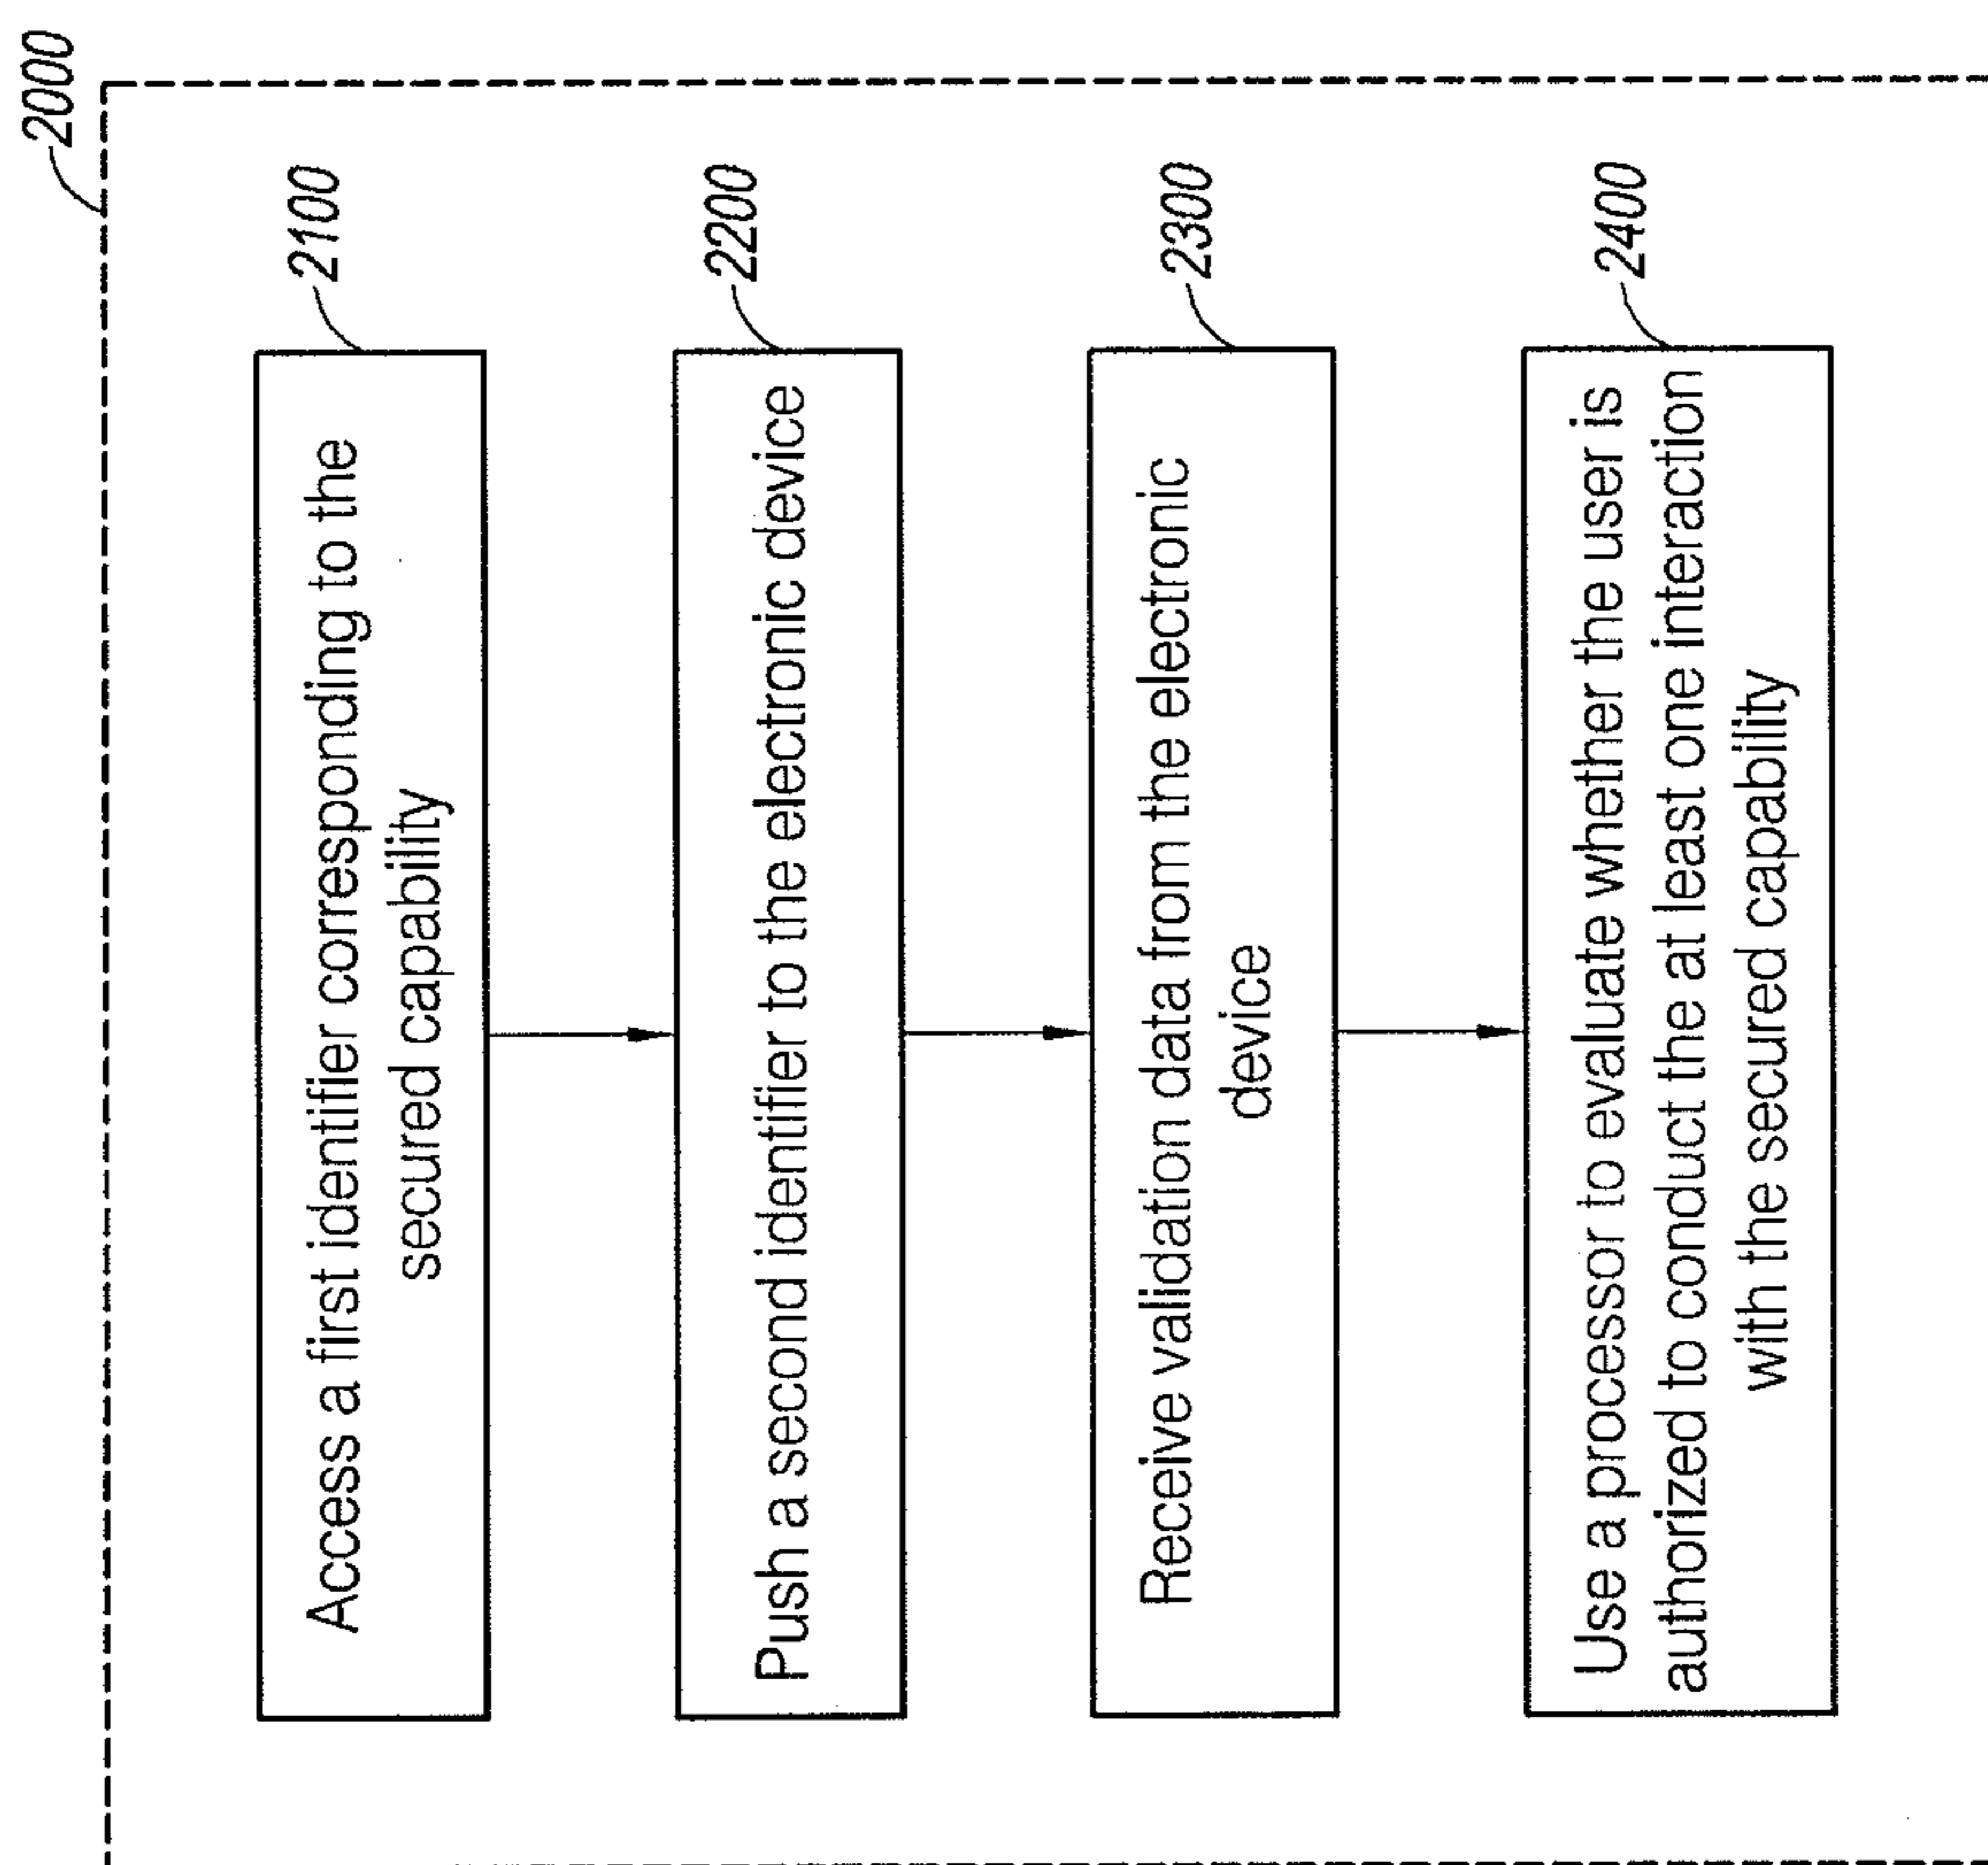 2000
2100
Access a first identifier corresponding to the
secured capability
2200
Push a second identifier to the electronic device
2300
Receive validation data from the electronic
device
2400
Use a processor to evaluate whether the user is
authorized to conduct the at least one interaction
with the secured capability